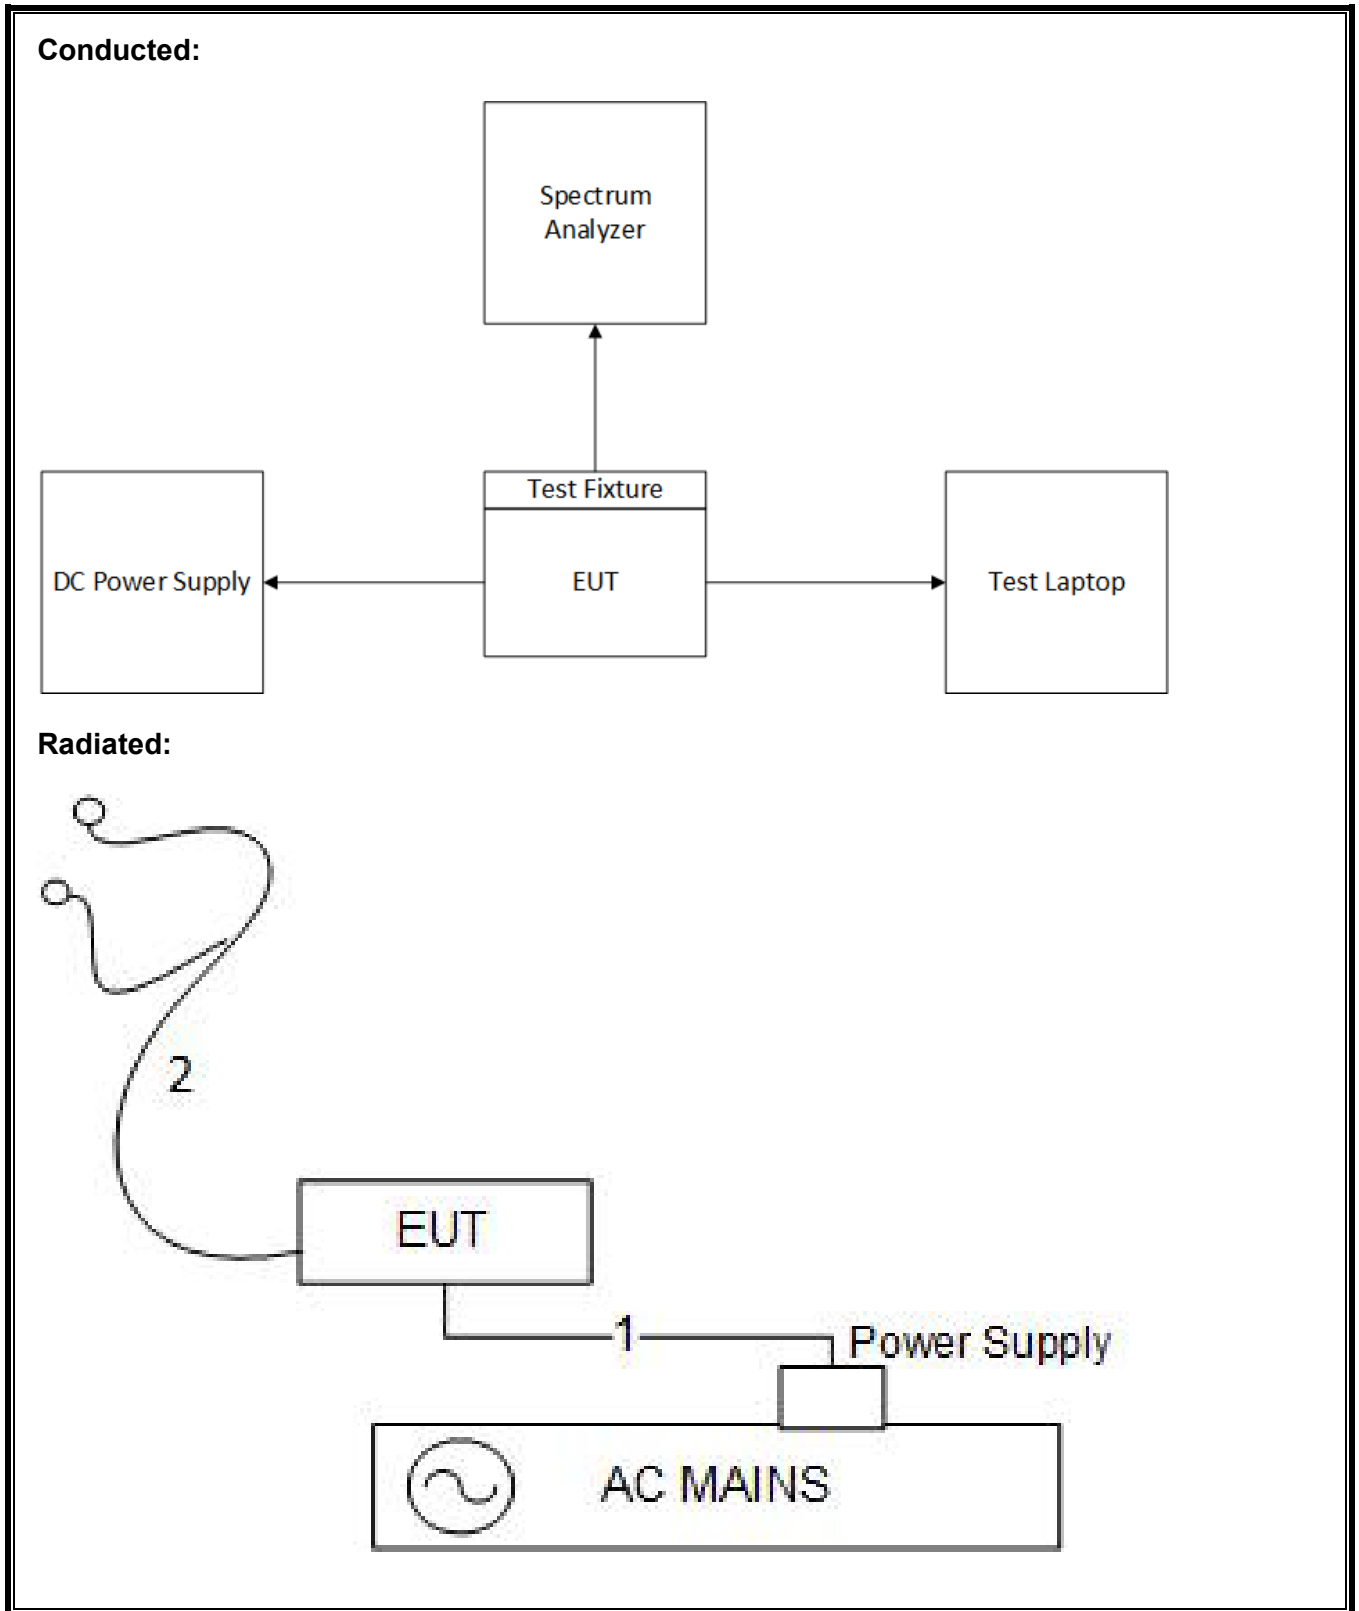 Conducted:
Spectrum
Analyzer
Test Fixture
DC Power Supply
EUT
Test Laptop
Radiated:
2
EUT
1
Power Supply
AC MAINS